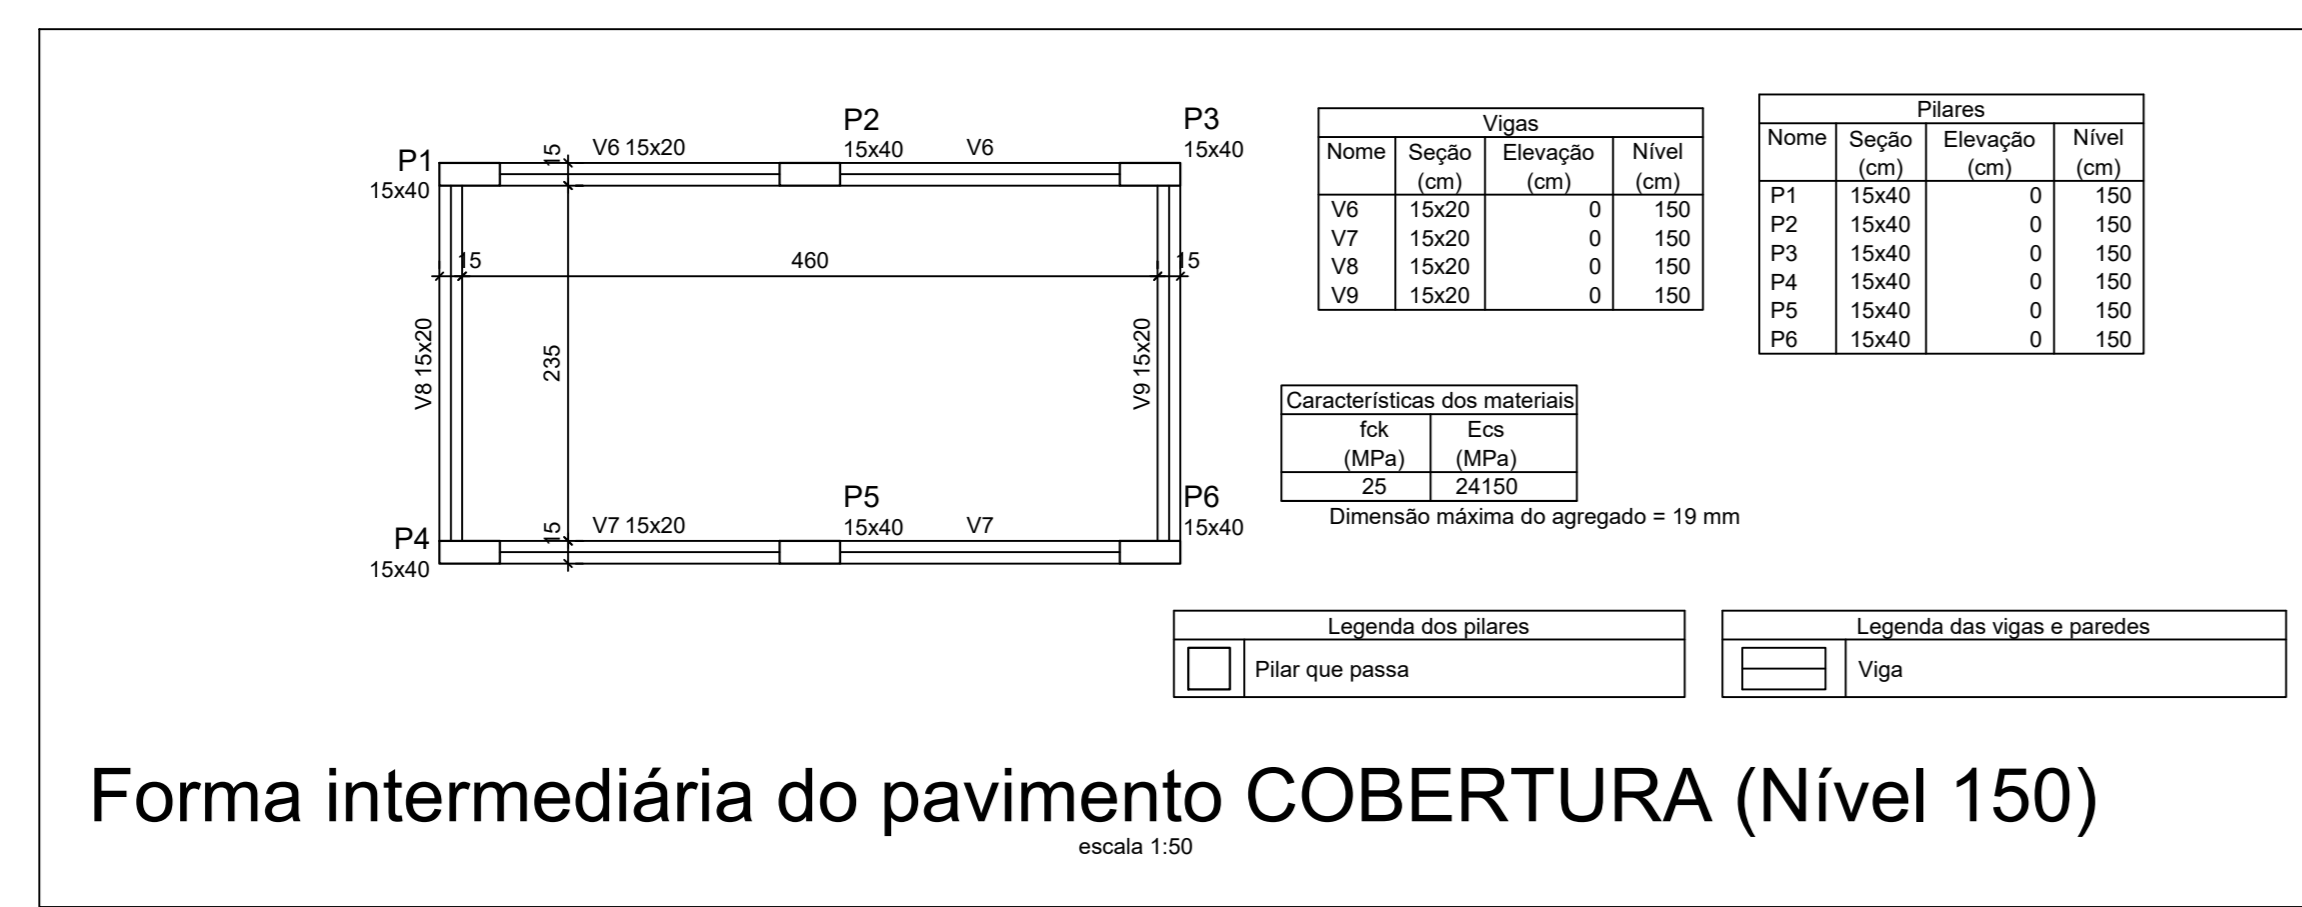 P1
15x40
15
V6 15x20
P2
15x40
V6
P3
15x40
15
460
15
V8 15x20
235
V9 15x20
P4
15x40
15
V7 15x20
P5
15x40
V7
P6
15x40
Vigas
Nome Seção Elevação Nível
(cm) (cm) (cm)
V6 15x20 0 150
V7 15x20 0 150
V8 15x20 0 150
V9 15x20 0 150
Pilares
Nome Seção Elevação Nível
(cm) (cm) (cm)
P1 15x40 0 150
P2 15x40 0 150
P3 15x40 0 150
P4 15x40 0 150
P5 15x40 0 150
P6 15x40 0 150
Características dos materiais
fck Ecs
(MPa) (MPa)
25 24150
Dimensão máxima do agregado = 19 mm
Legenda dos pilares
Pilar que passa
Legenda das vigas e paredes
Viga
Forma intermediária do pavimento COBERTURA (Nível 150)
escala 1:50